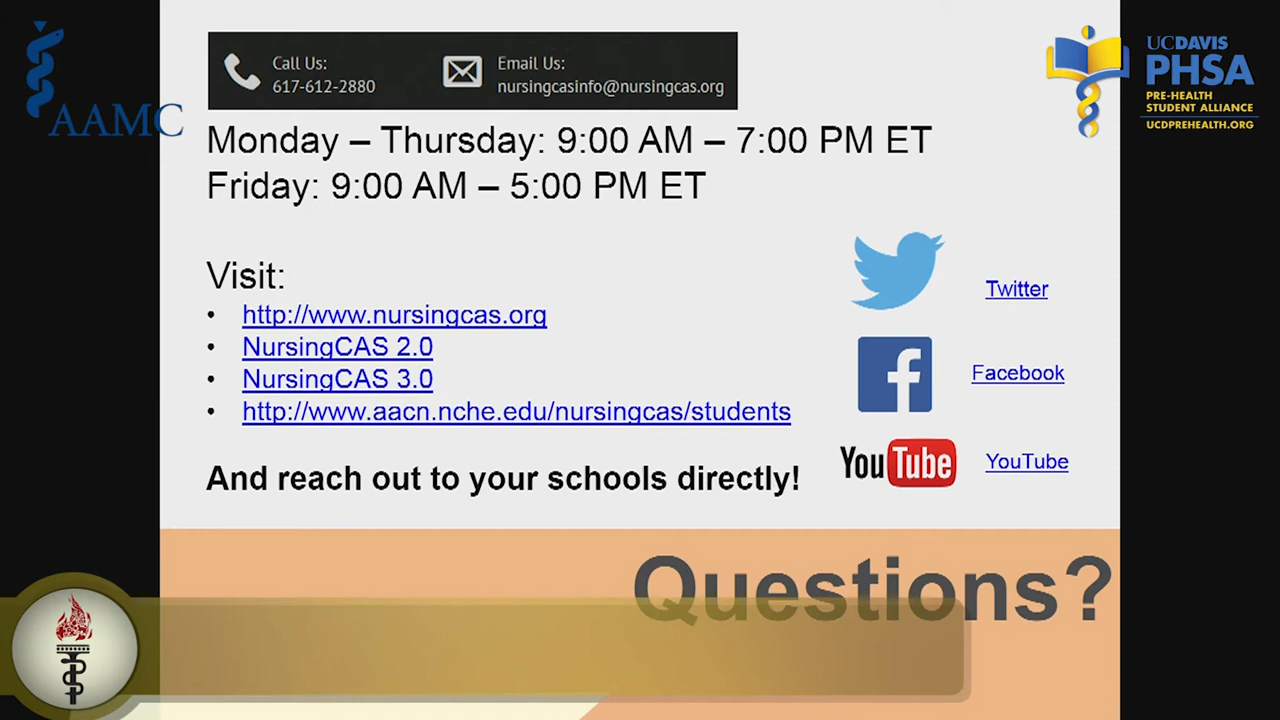 AAMC
Call Us:
617-612-2880
Email Us:
nursingcasinfo@nursingcas.org
UCDAVIS
PHSA
PRE-HEALTH
STUDENT ALLIANCE
UCDPREHEALTH.ORG
Monday – Thursday: 9:00 AM – 7:00 PM ET
Friday: 9:00 AM – 5:00 PM ET
Visit:
• http://www.nursingcas.org
• NursingCAS 2.0
• NursingCAS 3.0
• http://www.aacn.nche.edu/nursingcas/students
Twitter
Facebook
YouTube
YouTube
And reach out to your schools directly!
Questions?